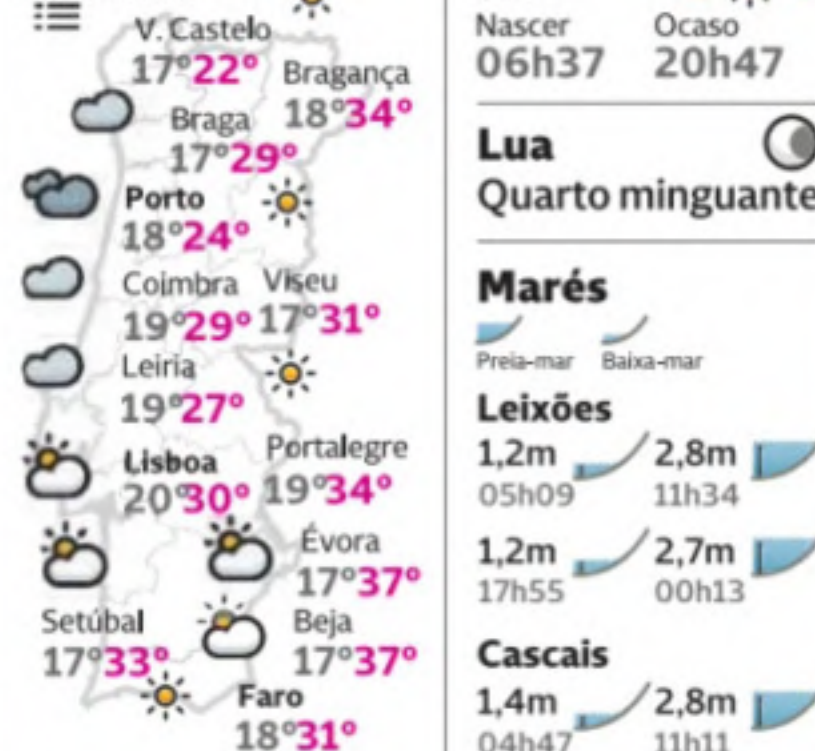 V. Castelo
17° 22°
Bragança
18° 34°
Braga
17° 29°
Porto
18° 24°
Coimbra
19° 29°
Viseu
17° 31°
Leiria
19° 27°
Lisboa
20° 30°
Portalegre
19° 34°
Évora
17° 37°
Setúbal
17° 33°
Beja
17° 37°
Faro
18° 31°
Nascer Ocaso
06h37 20h47
Lua
Quarto minguante
Marés
Preia-mar Baixa-mar
Leixões
1,2m 2,8m
05h09 11h34
1,2m 2,7m
17h55 00h13
Cascais
1,4m 2,8m
04h47 11h11